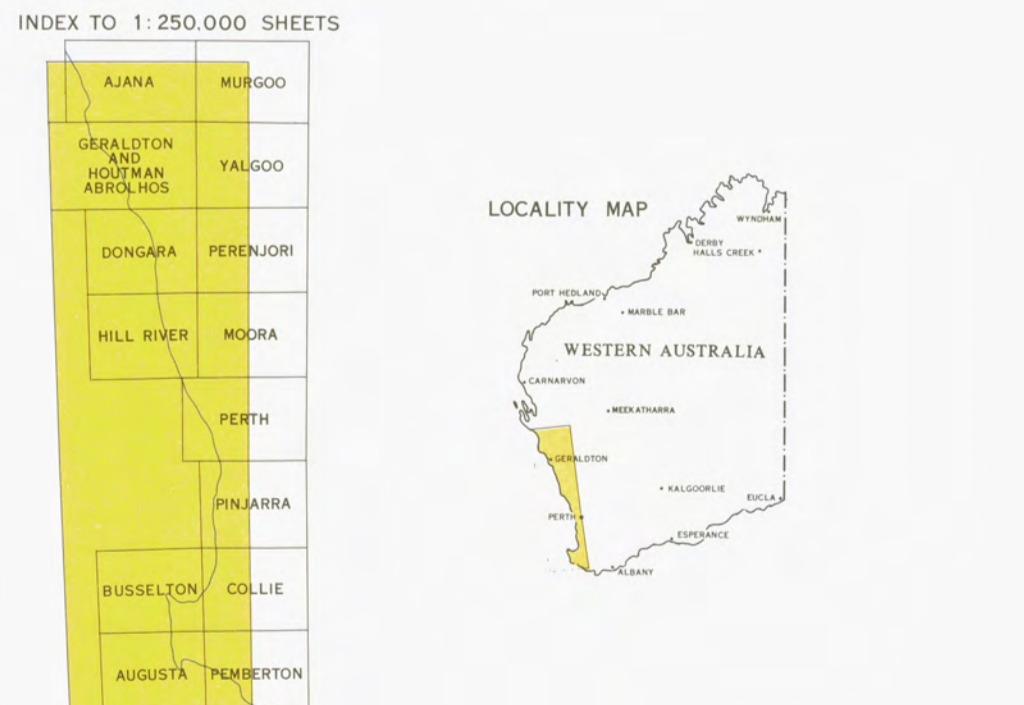 INDEX TO 1:250,000 SHEETS
AJANA
MURGOO
GERALDTON
AND
HOUTMAN
ABROLHOS
YALGOO
DONGARA
PERENJORI
HILL RIVER
MOORA
PERTH
PINJARRA
BUSSELTON
COLLIE
AUGUSTA
PEMBERTON
LOCALITY MAP
WYNDHAM
DERBY
HALLS CREEK
PORT HEDLAND
MARBLE BAR
WESTERN AUSTRALIA
CARNARVON
MEEKATHARRA
GERALDTON
KALGOORLIE
EUCLA
PERTH
ESPERANCE
ALBANY